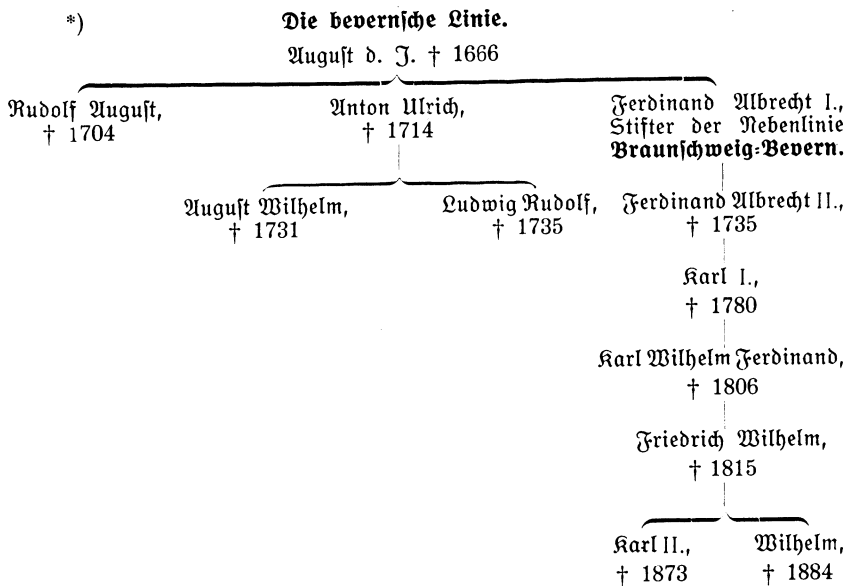 *) Die bevernsche Linie.
August d. J. † 1666
Rudolf August,
† 1704
Anton Ulrich,
† 1714
Ferdinand Albrecht I.,
Stifter der Nebenlinie
Braunschweig-Bevern.
August Wilhelm,
† 1731
Ludwig Rudolf,
† 1735
Ferdinand Albrecht II.,
† 1735
Karl I.,
† 1780
Karl Wilhelm Ferdinand,
† 1806
Friedrich Wilhelm,
† 1815
Karl II.,
† 1873
Wilhelm,
† 1884